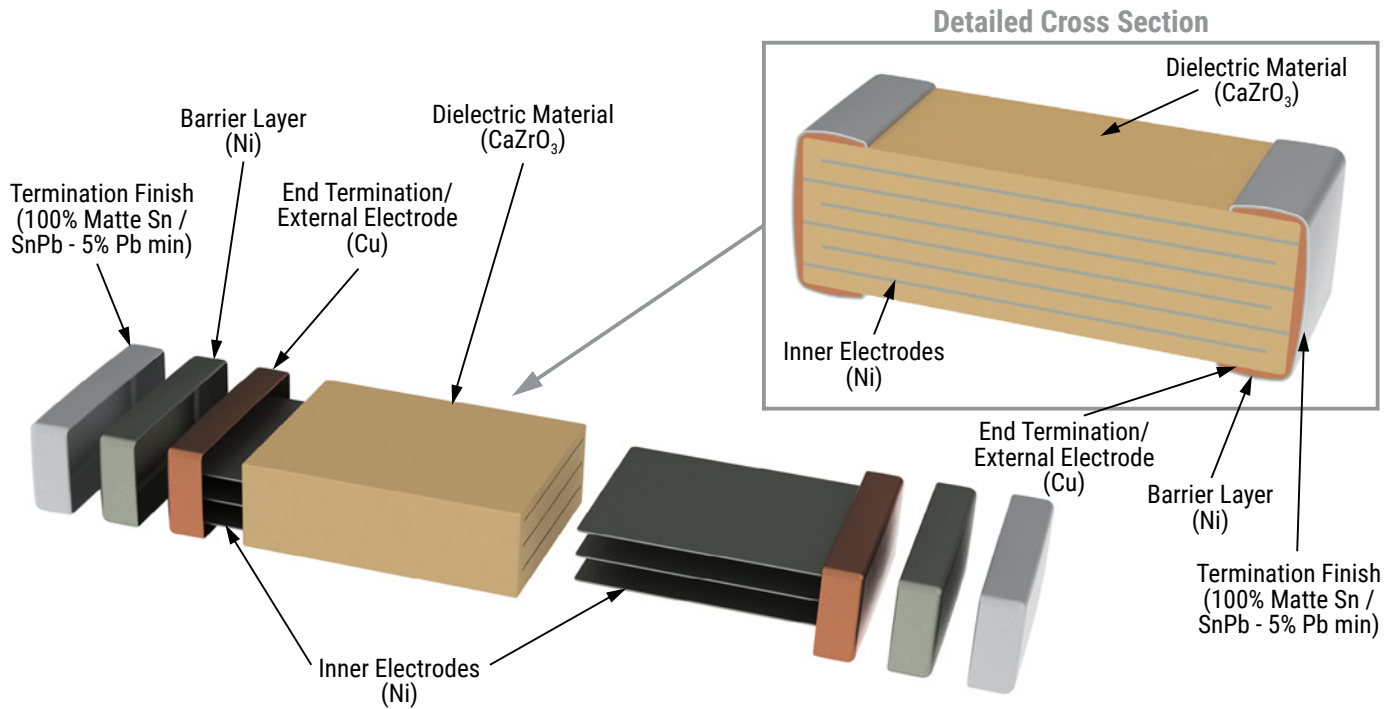 Detailed Cross Section
Dielectric Material
(CaZrO₃)
Barrier Layer
(Ni)
Dielectric Material
(CaZrO₃)
Termination Finish
(100% Matte Sn /
SnPb - 5% Pb min)
End Termination/
External Electrode
(Cu)
Inner Electrodes
(Ni)
End Termination/
External Electrode
(Cu)
Barrier Layer
(Ni)
Termination Finish
(100% Matte Sn /
SnPb - 5% Pb min)
Inner Electrodes
(Ni)